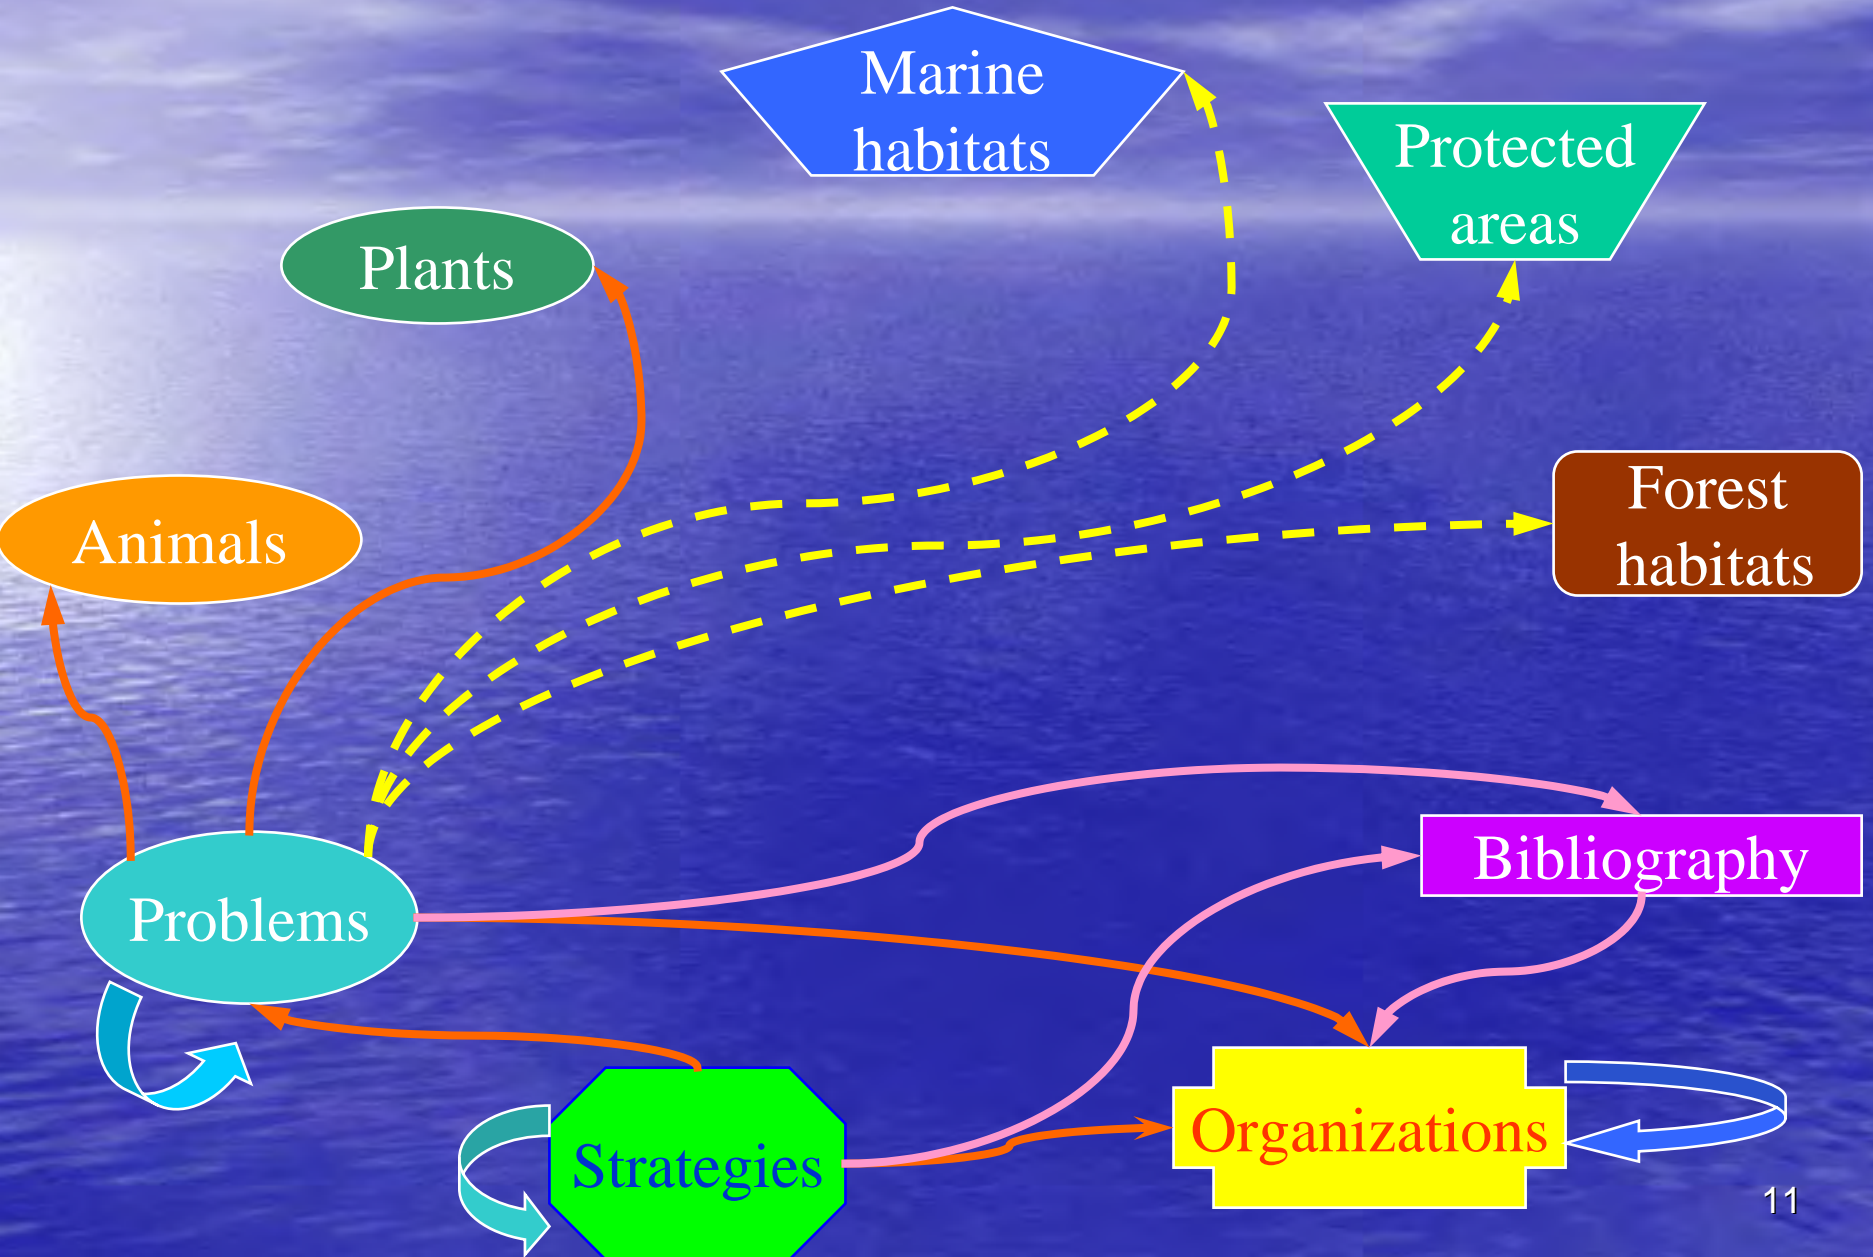 Marine
habitats
Protected
areas
Plants
Forest
habitats
Animals
Bibliography
Problems
Organizations
Strategies
11